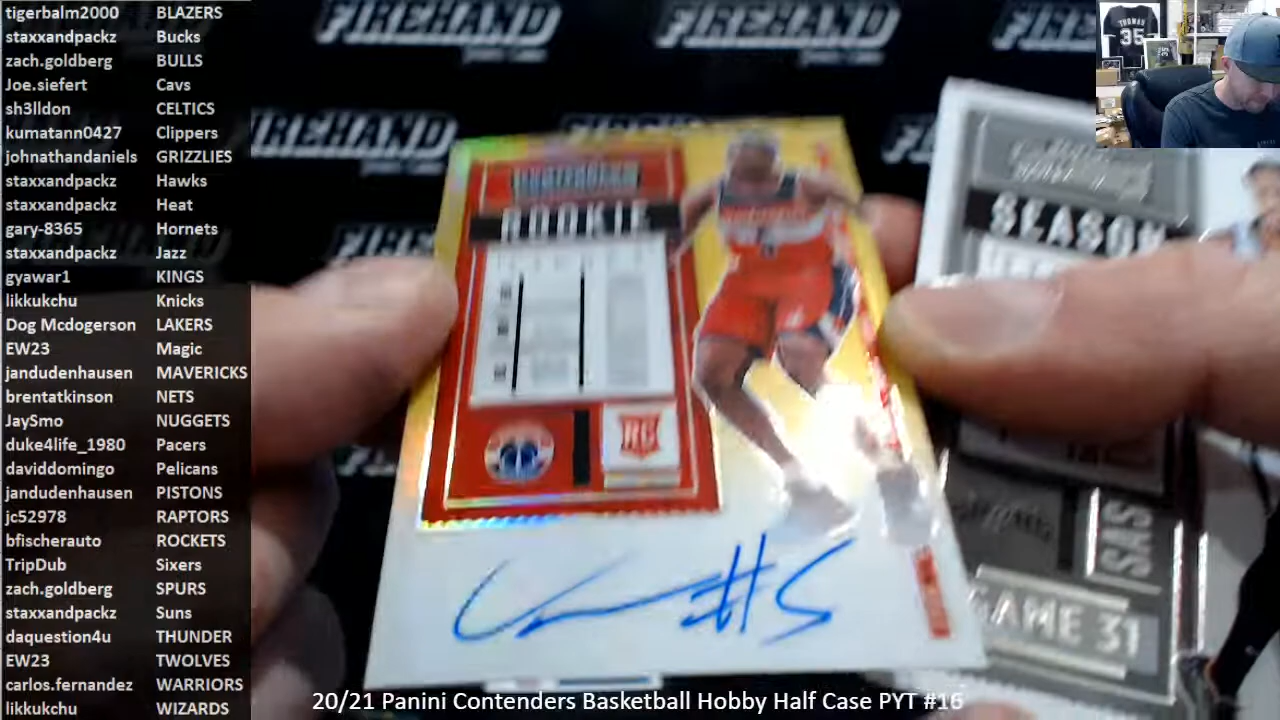 tigerbalm2000 BLAZERS
staxxandpackz Bucks
zach.goldberg BULLS
Joe.siefert Cavs
sh3lldon CELTICS
kumatann0427 Clippers
johnathandaniels GRIZZLIES
staxxandpackz Hawks
staxxandpackz Heat
gary-8365 Hornets
staxxandpackz Jazz
gyawar1 KINGS
likkukchu Knicks
Dog Mcdogerson LAKERS
EW23 Magic
jandudenhausen MAVERICKS
brentatkinson NETS
JaySmo NUGGETS
duke4life_1980 Pacers
daviddomingo Pelicans
jandudenhausen PISTONS
jc52978 RAPTORS
bfischerauto ROCKETS
TripDub Sixers
zach.goldberg SPURS
staxxandpackz Suns
daquestion4u THUNDER
EW23 TWOLVES
carlos.fernandez WARRIORS
likkukchu WIZARDS
FIREHAND FIREHAND
FIREHAND
THOMAS
35
ROOKIE
RC
#5
SEASON
SAS
GAME 31
20/21 Panini Contenders Basketball Hobby Half Case PYT #16